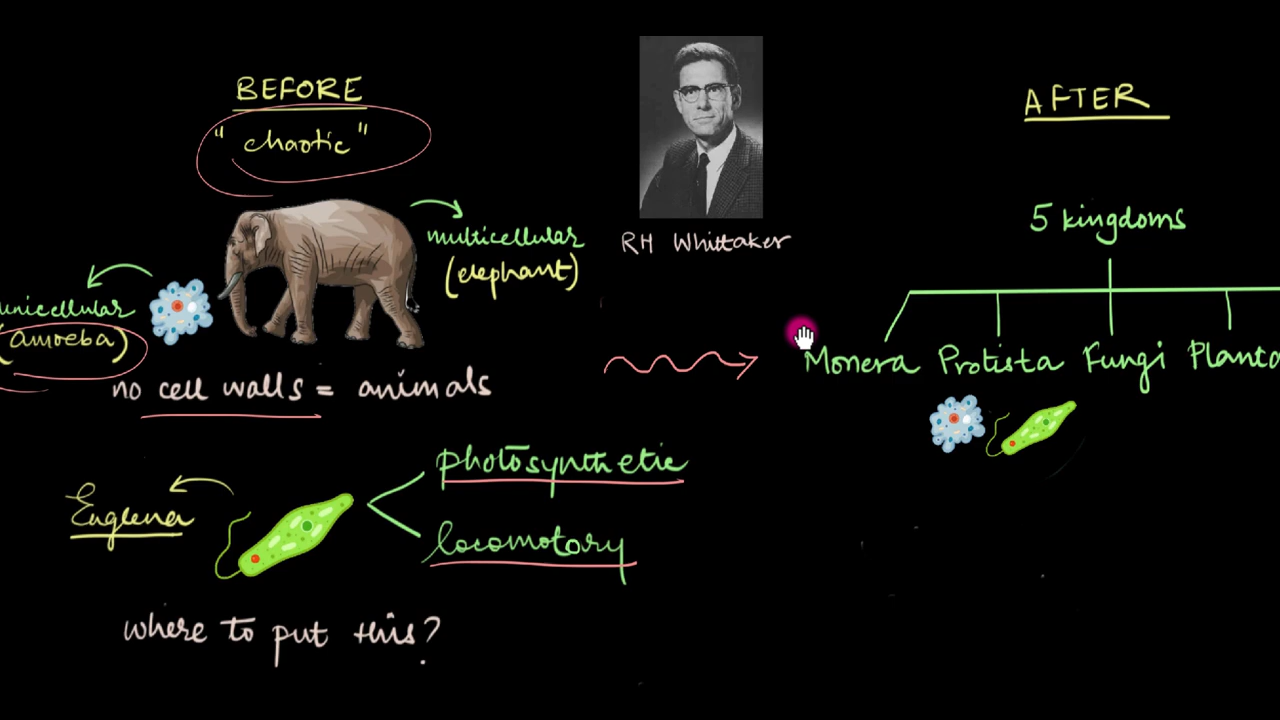 BEFORE
"chaotic"
multicellular
(elephant)
unicellular
(amoeba)
no cell walls = animals
Euglena
photosynthetic
locomotory
where to put this?
RH Whittaker
AFTER
5 kingdoms
Monera Protista Fungi Planta